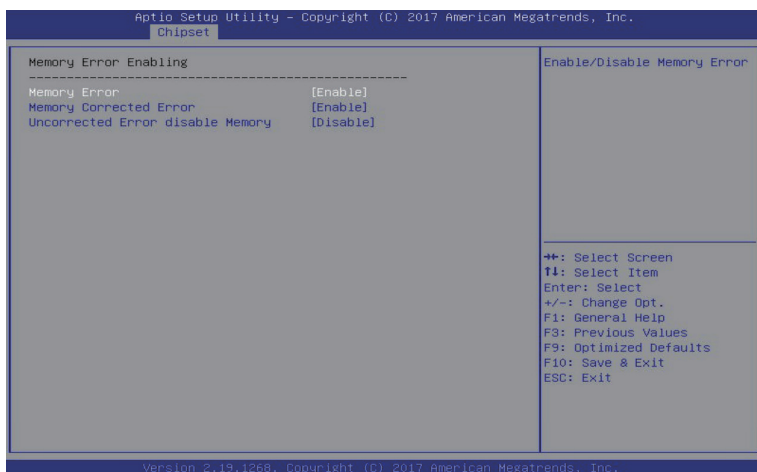 Aptio Setup Utility – Copyright (C) 2017 American Megatrends, Inc.
Chipset
Memory Error Enabling
------------------------------------------------
Memory Error [Enable]
Memory Corrected Error [Enable]
Uncorrected Error disable Memory [Disable]
Enable/Disable Memory Error
→←: Select Screen
↑↓: Select Item
Enter: Select
+/-: Change Opt.
F1: General Help
F3: Previous Values
F9: Optimized Defaults
F10: Save & Exit
ESC: Exit
Version 2.19.1268. Copyright (C) 2017 American Megatrends, Inc.